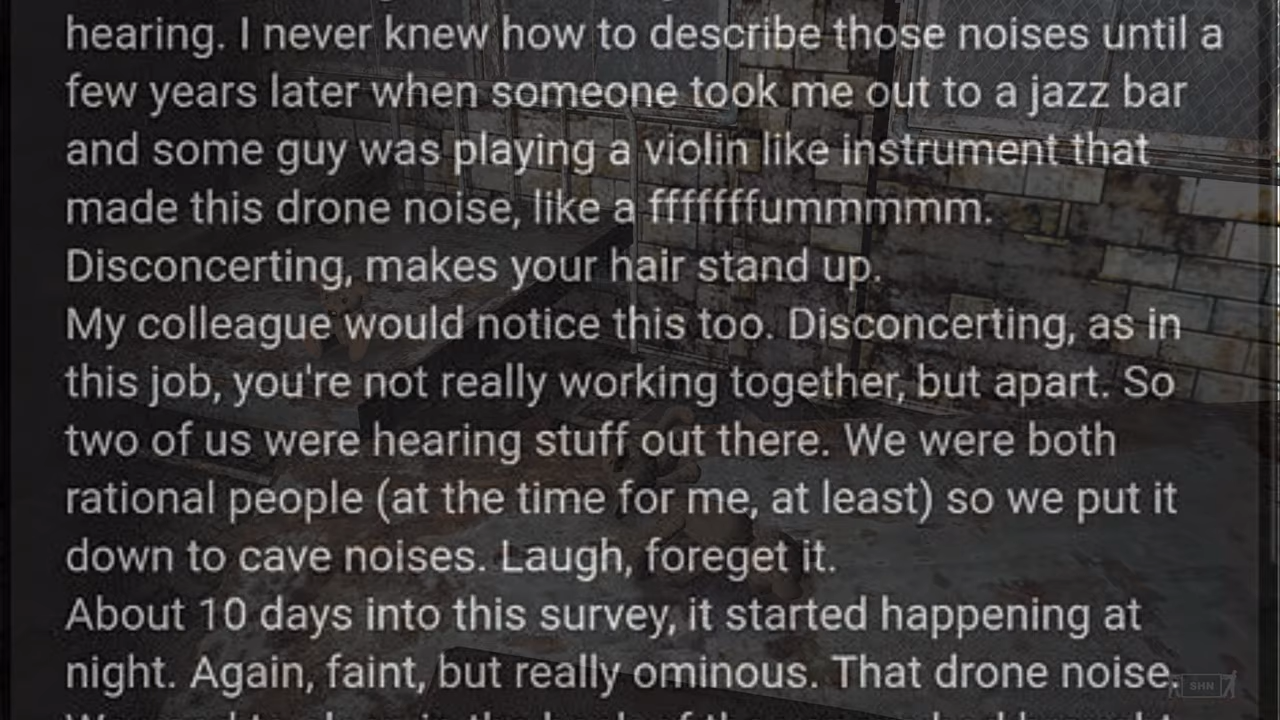 hearing. I never knew how to describe those noises until a
few years later when someone took me out to a jazz bar
and some guy was playing a violin like instrument that
made this drone noise, like a fffffffummmmm.
Disconcerting, makes your hair stand up.
My colleague would notice this too. Disconcerting, as in
this job, you're not really working together, but apart. So
two of us were hearing stuff out there. We were both
rational people (at the time for me, at least) so we put it
down to cave noises. Laugh, foreget it.
About 10 days into this survey, it started happening at
night. Again, faint, but really ominous. That drone noise.
SHN